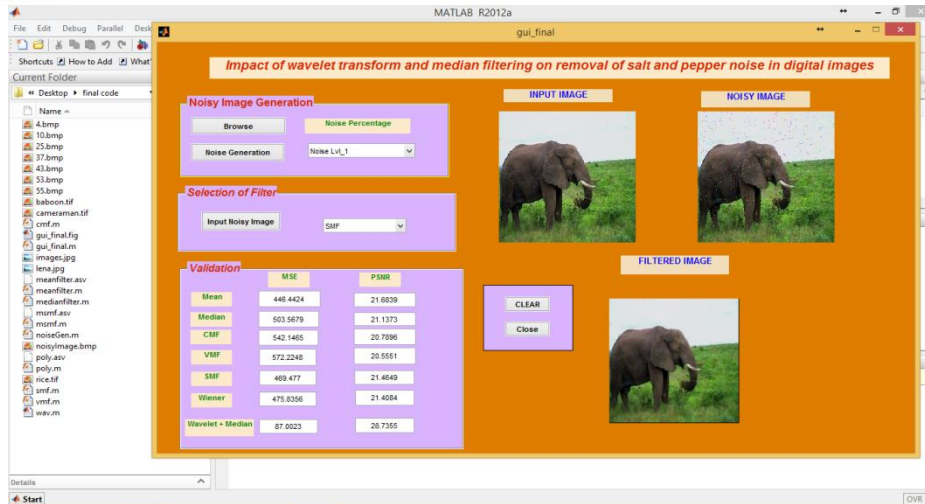 MATLAB R2012a
File Edit Debug Parallel Desk
gui_final
Shortcuts How to Add What'
Current Folder
« Desktop ▸ final code
Name
4.bmp
10.bmp
25.bmp
37.bmp
43.bmp
53.bmp
55.bmp
baboon.tif
cameraman.tif
cmf.m
gui_final.fig
gui_final.m
images.jpg
lena.jpg
meanfilter.asv
meanfilter.m
medianfilter.m
msmf.asv
msmf.m
noiseGen.m
noisyImage.bmp
poly.asv
poly.m
rice.tif
smf.m
vmf.m
wav.m
Details
Start
OVR
Impact of wavelet transform and median filtering on removal of salt and pepper noise in digital images
Noisy Image Generation
Browse Noise Percentage
Noise Generation Noise Lvl_1
Selection of Filter
Input Noisy Image SMF
Validation
MSE PSNR
Mean 446.4424 21.6839
Median 503.5679 21.1373
CMF 542.1465 20.7896
VMF 572.2248 20.5551
SMF 469.477 21.4649
Wiener 475.8356 21.4084
Wavelet + Median 87.0023 28.7355
INPUT IMAGE
NOISY IMAGE
FILTERED IMAGE
CLEAR
Close